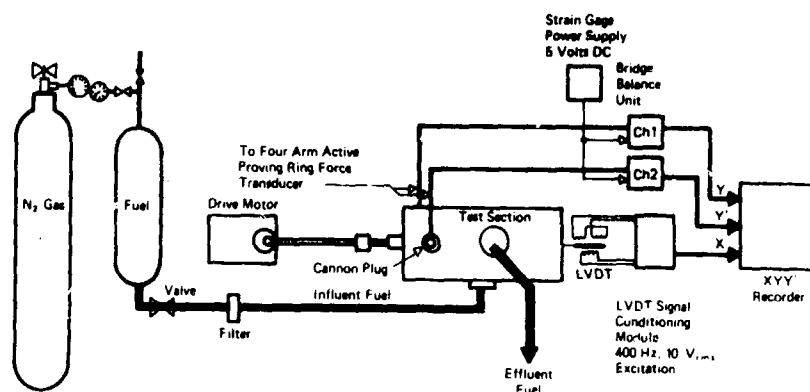 Strain Gage
Power Supply
5 Volts DC
Bridge
Balance
Unit
Ch1
Ch2
To Four Arm Active
Proving Ring Force
Transducer
Y
Y'
X
N₂ Gas
Fuel
Drive Motor
Test Section
Cannon Plug
LVDT
XYY'
Recorder
Valve
Filter
Influent Fuel
LVDT Signal
Conditioning
Module
400 Hz, 10 Vrms
Excitation
Effluent
Fuel